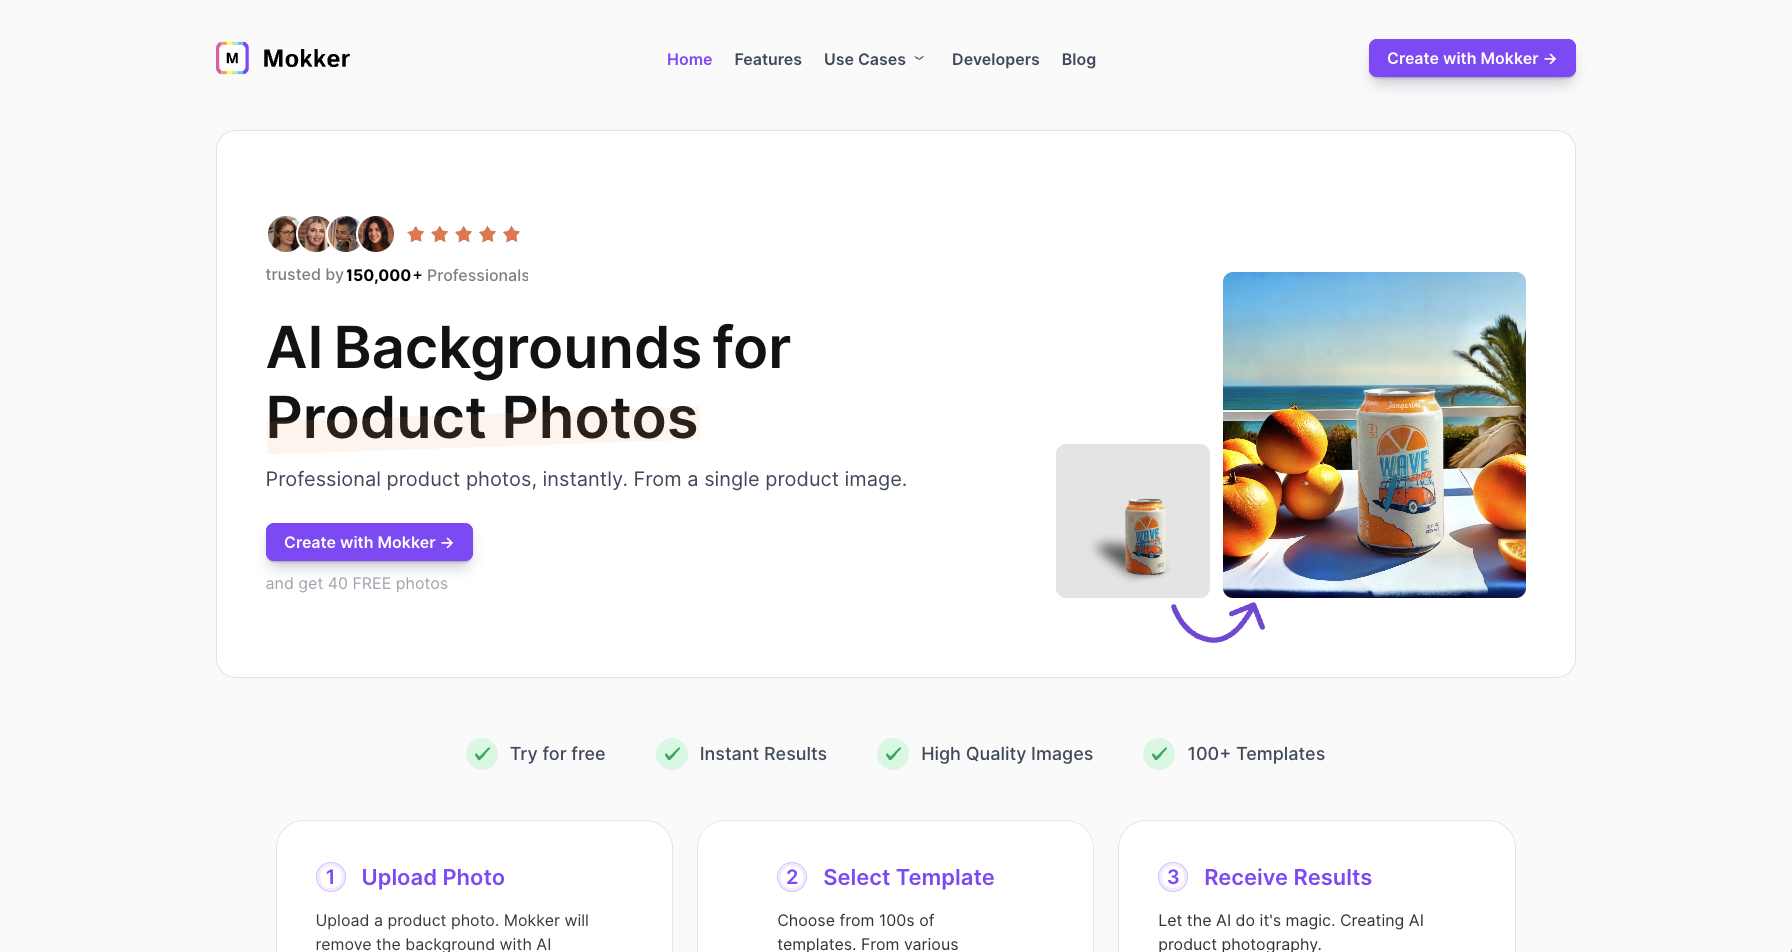 M
Mokker
Home
Features
Use Cases
Developers
Blog
Create with Mokker →
trusted by 150,000+ Professionals
AI Backgrounds for
Product Photos
Professional product photos, instantly. From a single product image.
Create with Mokker →
and get 40 FREE photos
WAVE
Tangerine
WAVE
Try for free
Instant Results
High Quality Images
100+ Templates
1 Upload Photo
Upload a product photo. Mokker will
remove the background with AI
2 Select Template
Choose from 100s of
templates. From various
3 Receive Results
Let the AI do it's magic. Creating AI
product photography.